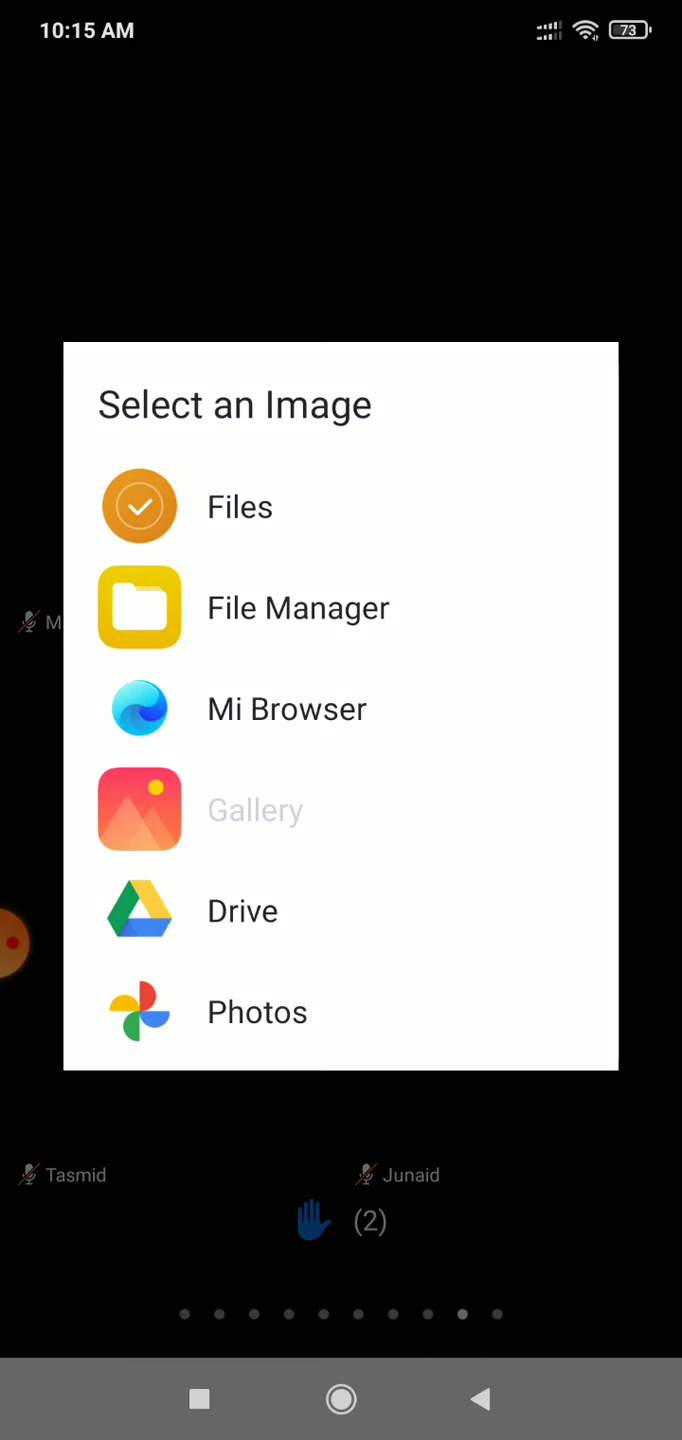 10:15 AM
73
Select an Image
Files
File Manager
Mi Browser
Gallery
Drive
Photos
M
Tasmid
Junaid
(2)